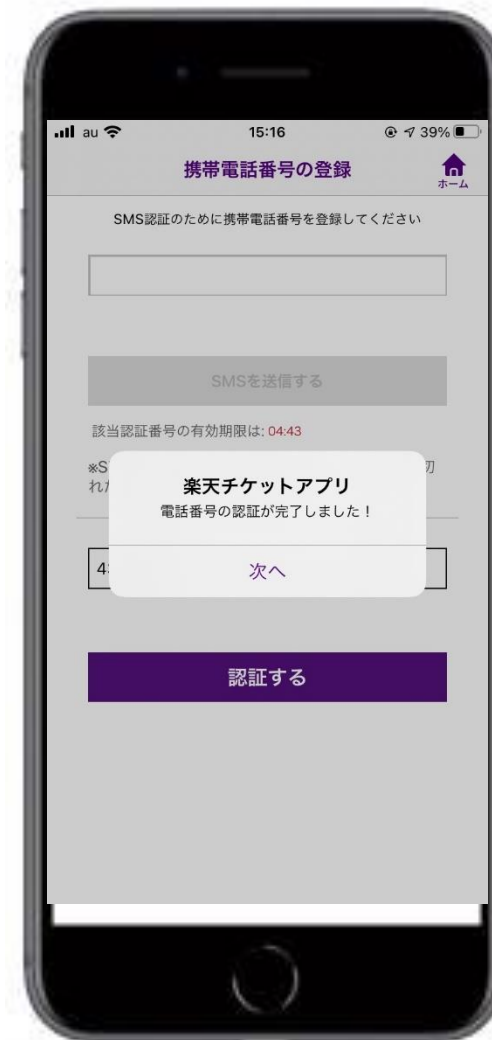 au 15:16 39%
携帯電話番号の登録
ホーム
SMS認証のために携帯電話番号を登録してください
SMSを送信する
該当認証番号の有効期限は: 04:43
※S
れた
切
楽天チケットアプリ
電話番号の認証が完了しました！
次へ
認証する